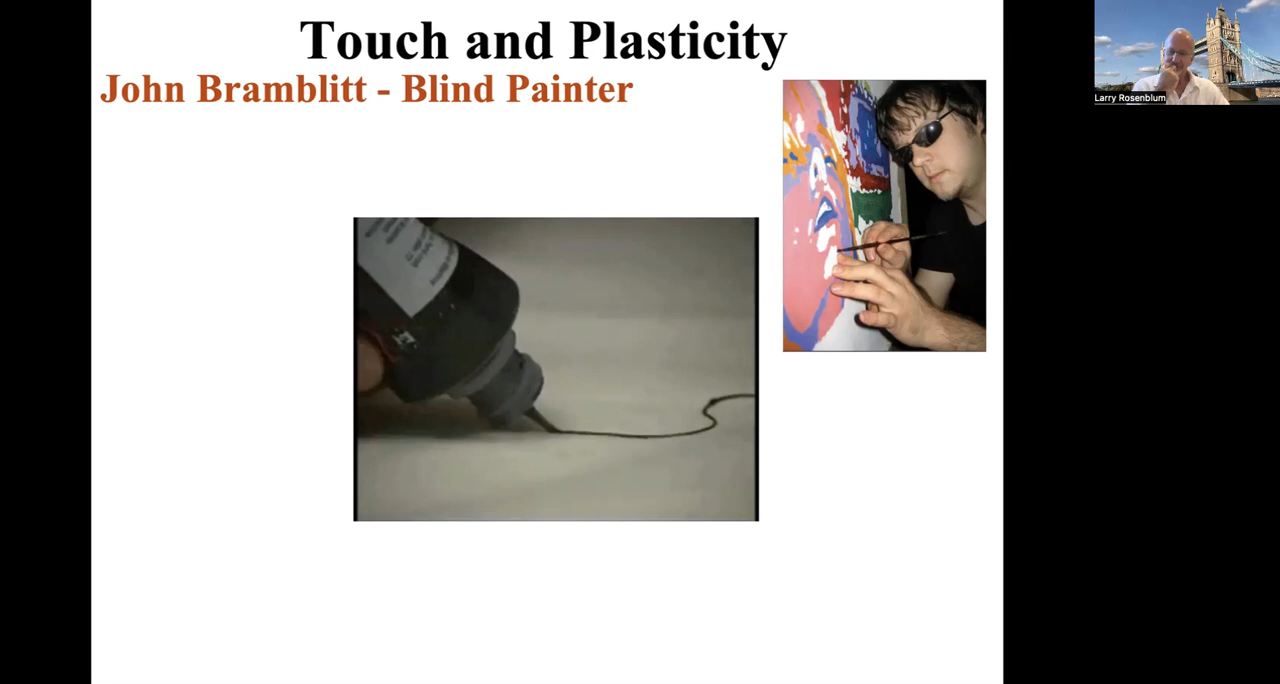 Touch and Plasticity
John Bramblitt - Blind Painter
Larry Rosenblum